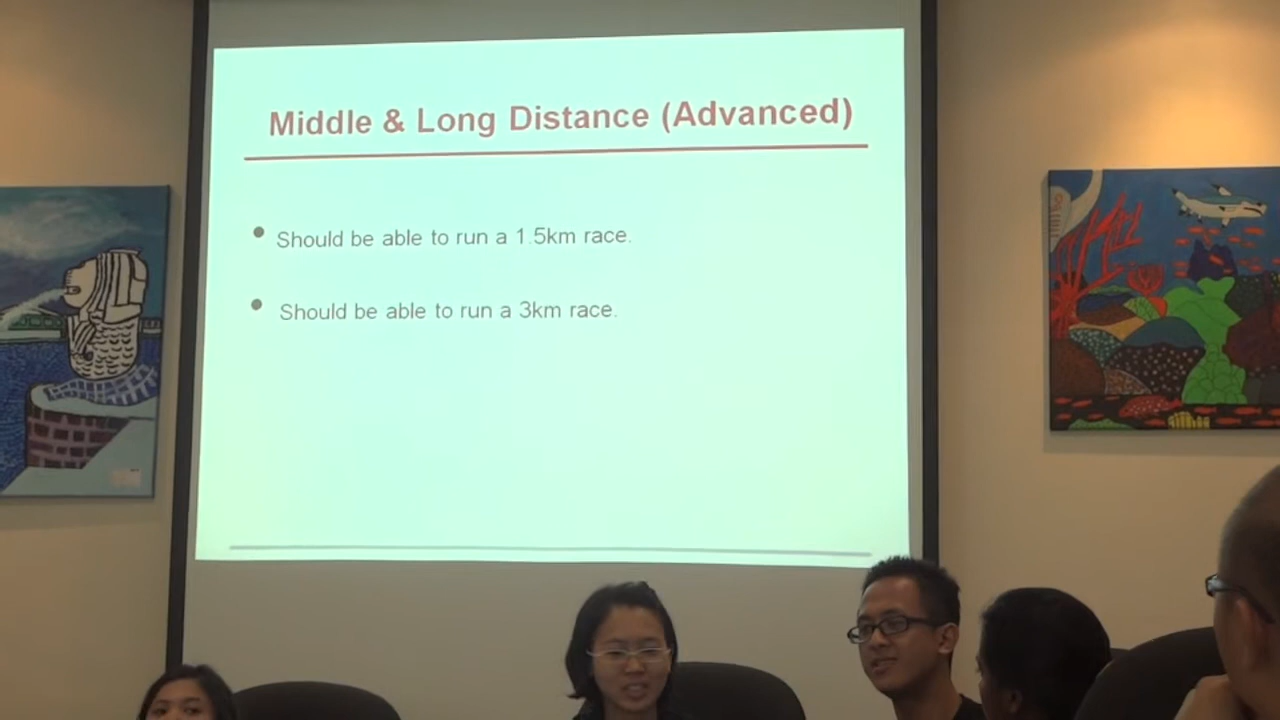 Middle & Long Distance (Advanced)
• Should be able to run a 1.5km race.
• Should be able to run a 3km race.